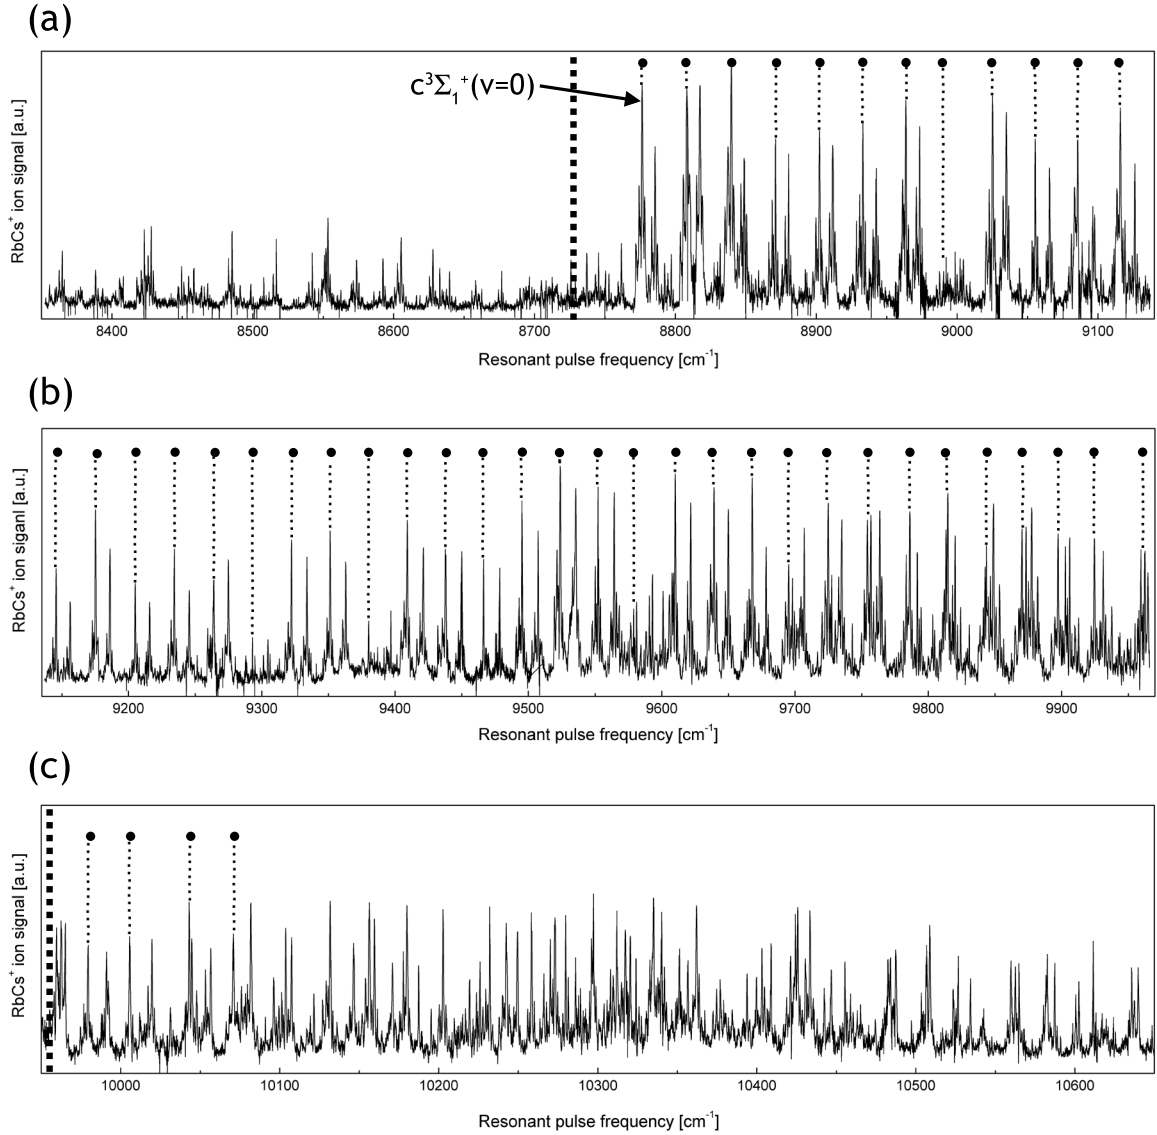 (a)
c³Σ₁⁺(v=0)
RbCs⁺ ion signal [a.u.]
8400 8500 8600 8700 8800 8900 9000 9100
Resonant pulse frequency [cm⁻¹]
(b)
RbCs⁺ ion siganl [a.u.]
9200 9300 9400 9500 9600 9700 9800 9900
Resonant pulse frequency [cm⁻¹]
(c)
RbCs⁺ ion signal [a.u.]
10000 10100 10200 10300 10400 10500 10600
Resonant pulse frequency [cm⁻¹]